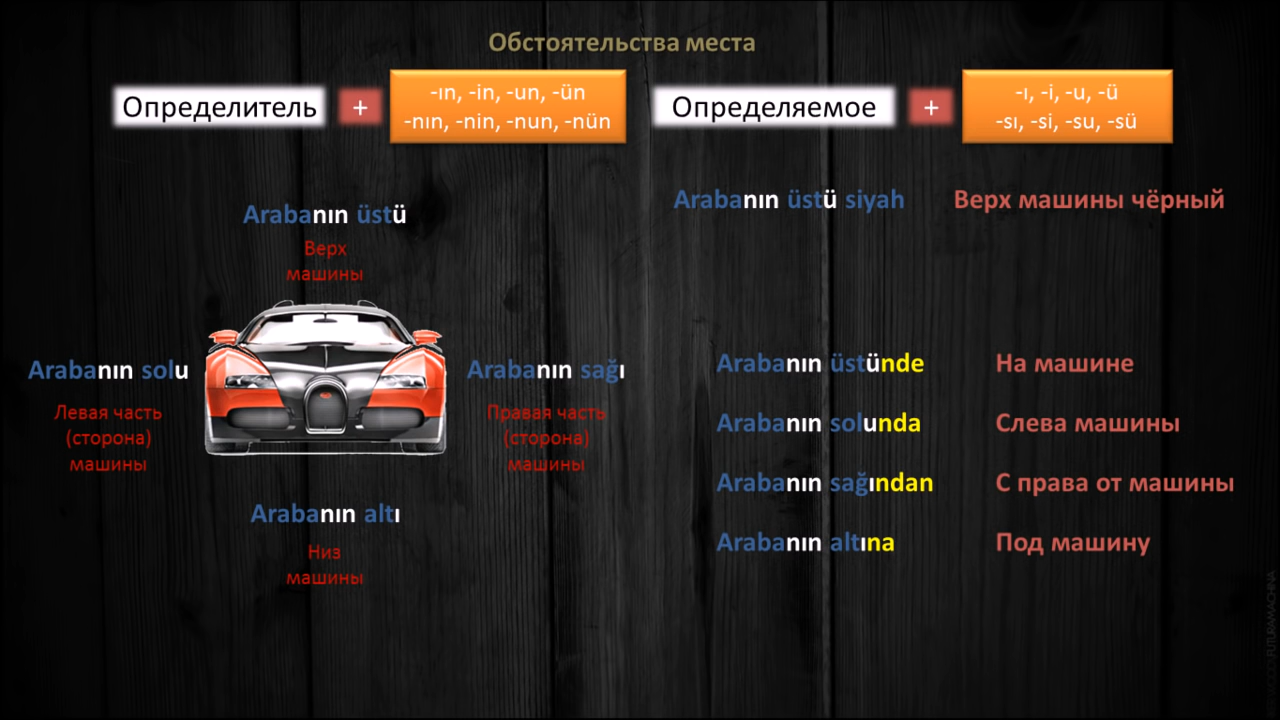 Обстоятельства места
Определитель + -ın, -in, -un, -ün
-nın, -nin, -nun, -nün
Определяемое + -ı, -i, -u, -ü
-sı, -si, -su, -sü
Arabanın üstü
Верх
машины
Arabanın solu
Левая часть
(сторона)
машины
Arabanın sağı
Правая часть
(сторона)
машины
Arabanın altı
Низ
машины
Arabanın üstü siyah Верх машины чёрный
Arabanın üstünde На машине
Arabanın solunda Слева машины
Arabanın sağından С права от машины
Arabanın altına Под машину